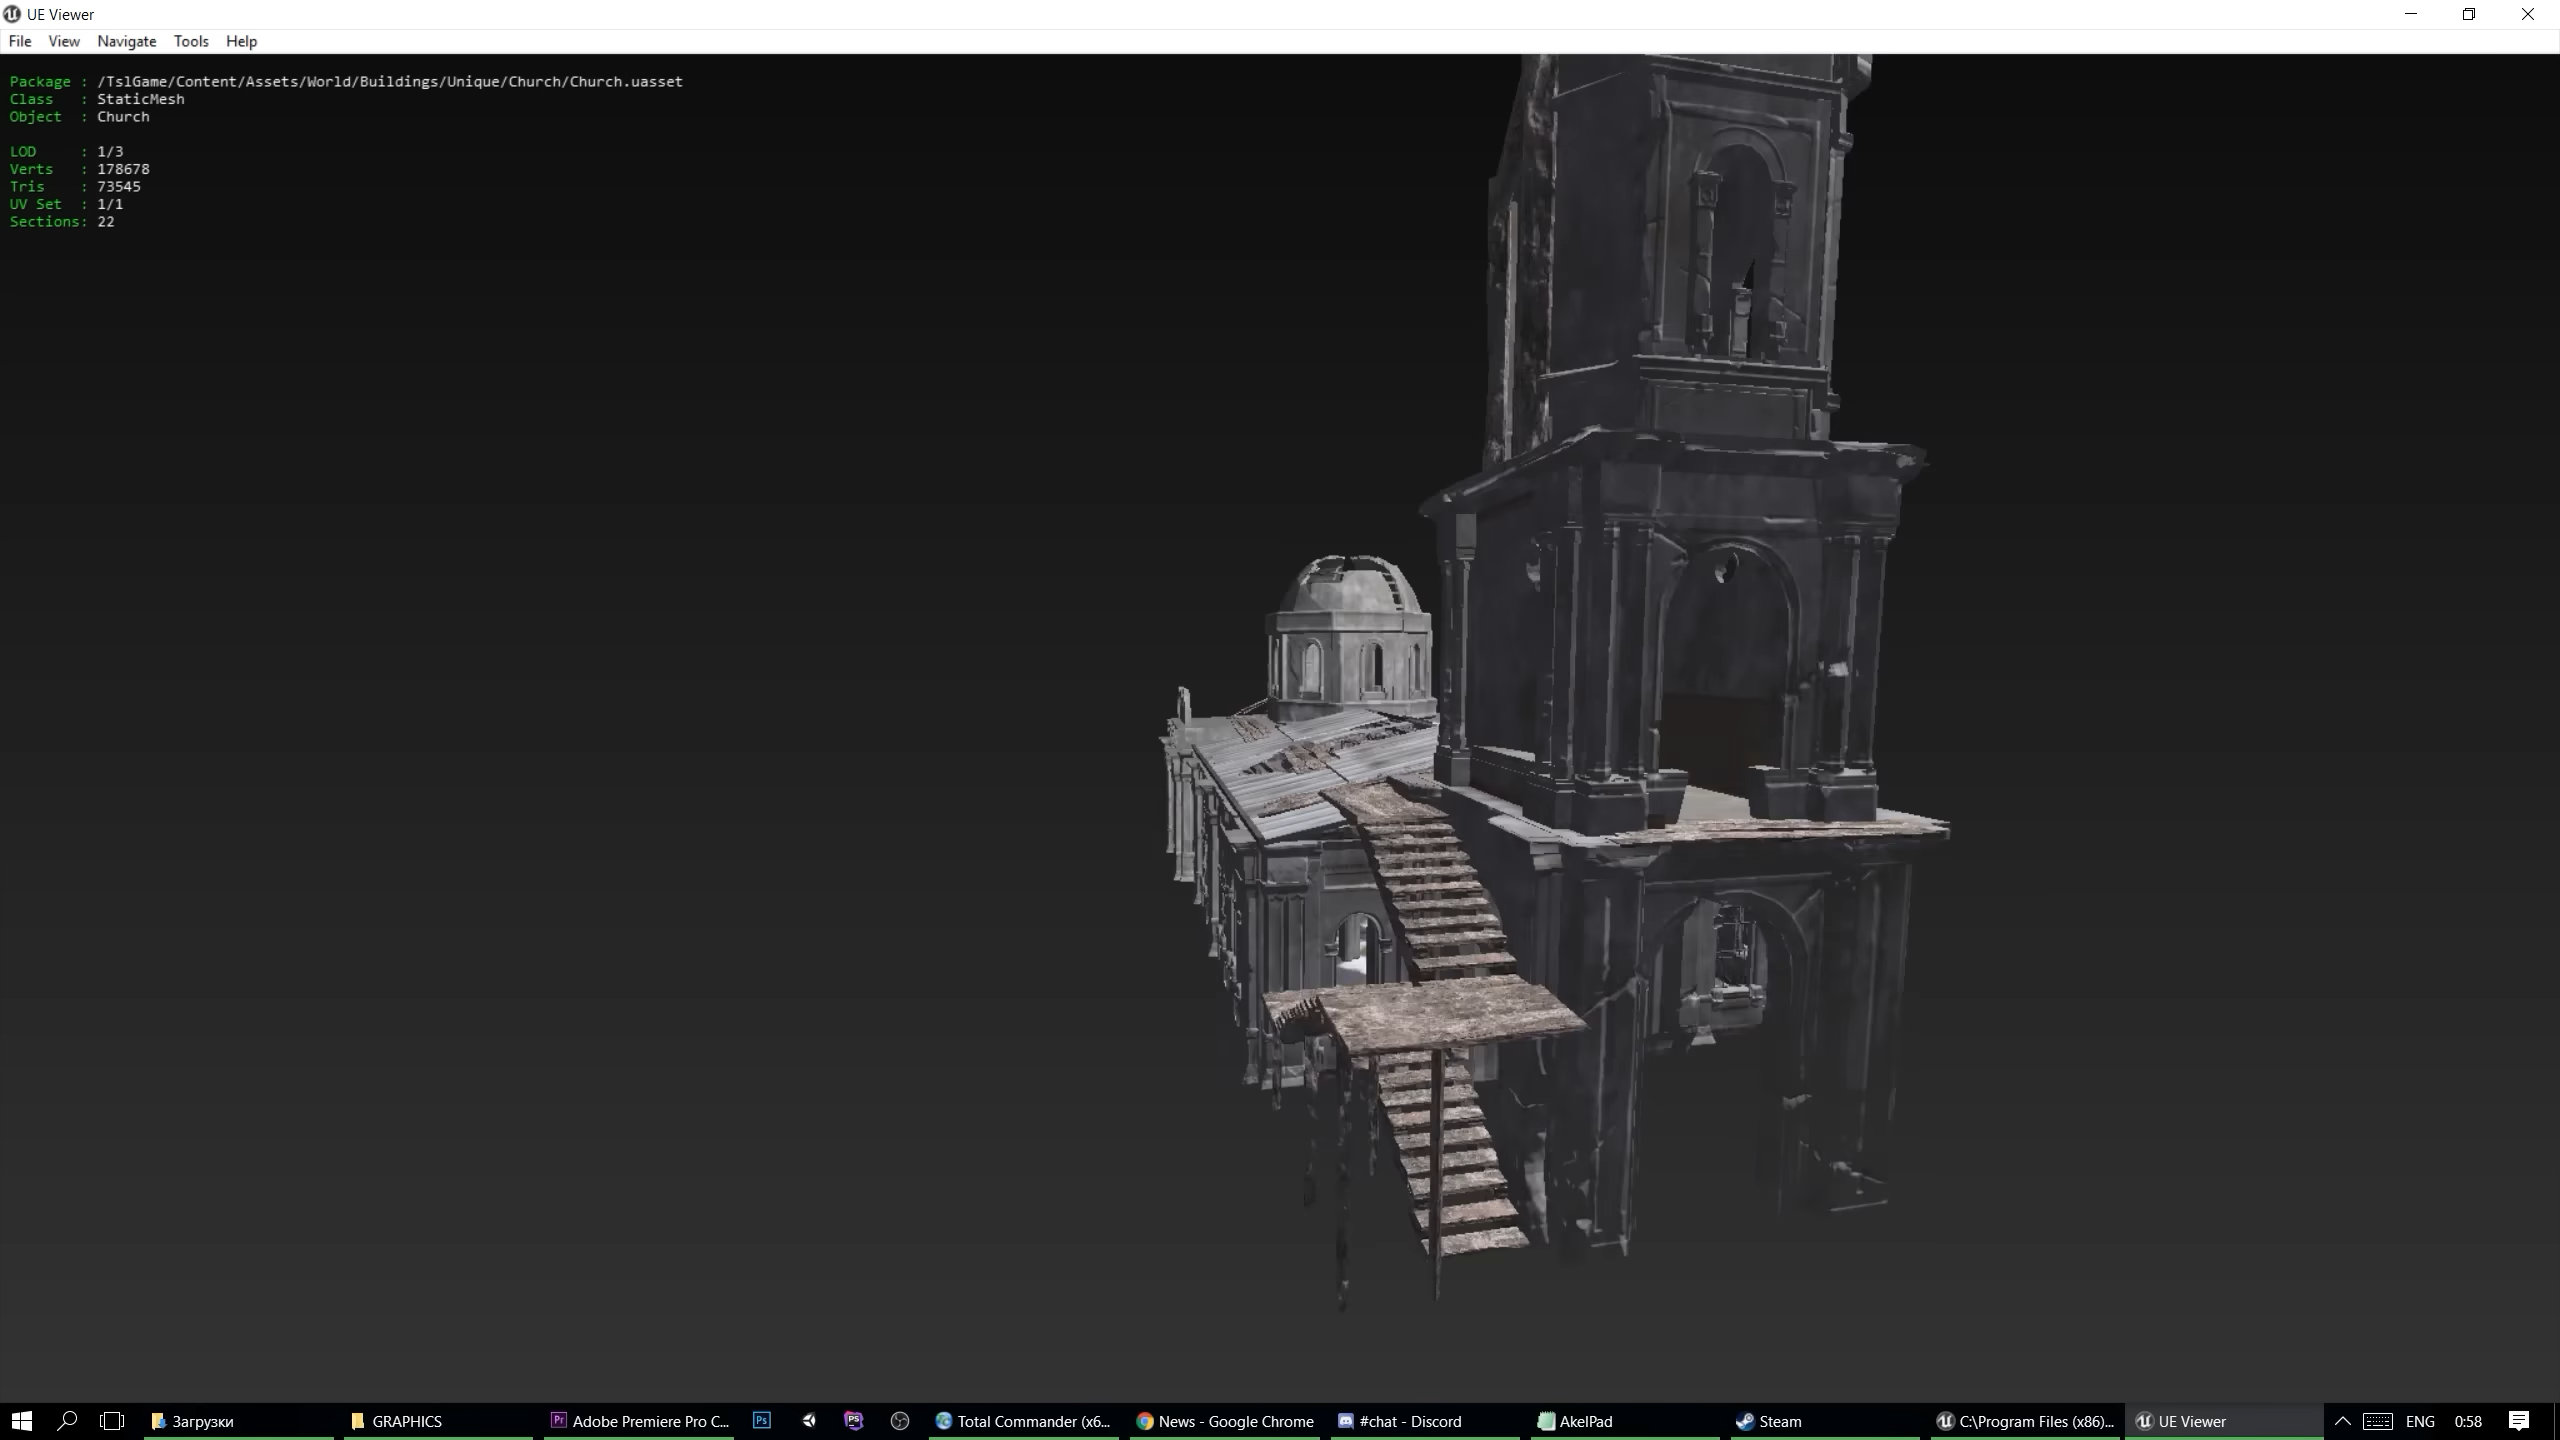 UE Viewer
File View Navigate Tools Help
Package : /TslGame/Content/Assets/World/Buildings/Unique/Church/Church.uasset
Class : StaticMesh
Object : Church
LOD : 1/3
Verts : 178678
Tris : 73545
UV Set : 1/1
Sections: 22
Загрузки GRAPHICS Pr Adobe Premiere Pro C... Ps PS Total Commander (x6... News - Google Chrome #chat - Discord AkelPad Steam C:\Program Files (x86)... UE Viewer ENG 0:58